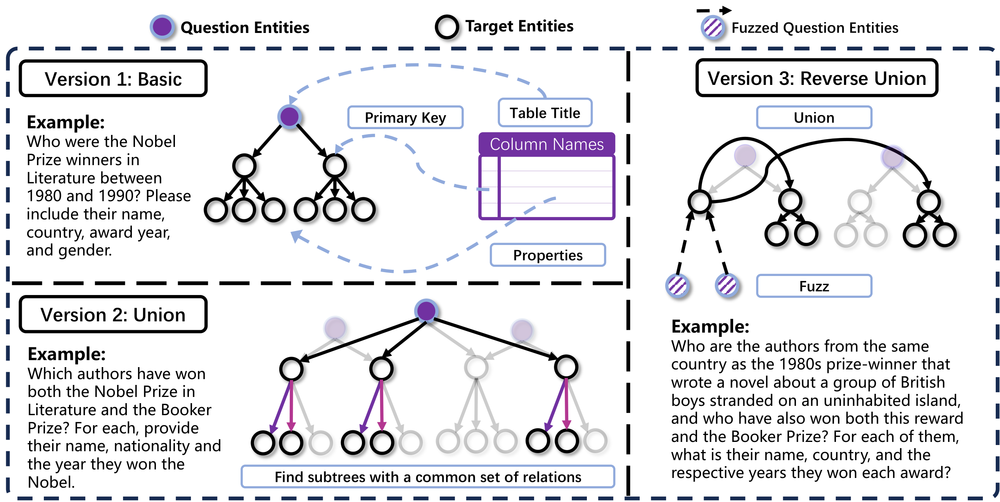 Question Entities
Target Entities
Fuzzed Question Entities
Version 1: Basic
Example:
Who were the Nobel
Prize winners in
Literature between
1980 and 1990? Please
include their name,
country, award year,
and gender.
Primary Key
Table Title
Column Names
Properties
Version 2: Union
Example:
Which authors have won
both the Nobel Prize in
Literature and the Booker
Prize? For each, provide
their name, nationality and
the year they won the
Nobel.
Find subtrees with a common set of relations
Version 3: Reverse Union
Union
Fuzz
Example:
Who are the authors from the same
country as the 1980s prize-winner that
wrote a novel about a group of British
boys stranded on an uninhabited island,
and who have also won both this reward
and the Booker Prize? For each of them,
what is their name, country, and the
respective years they won each award?